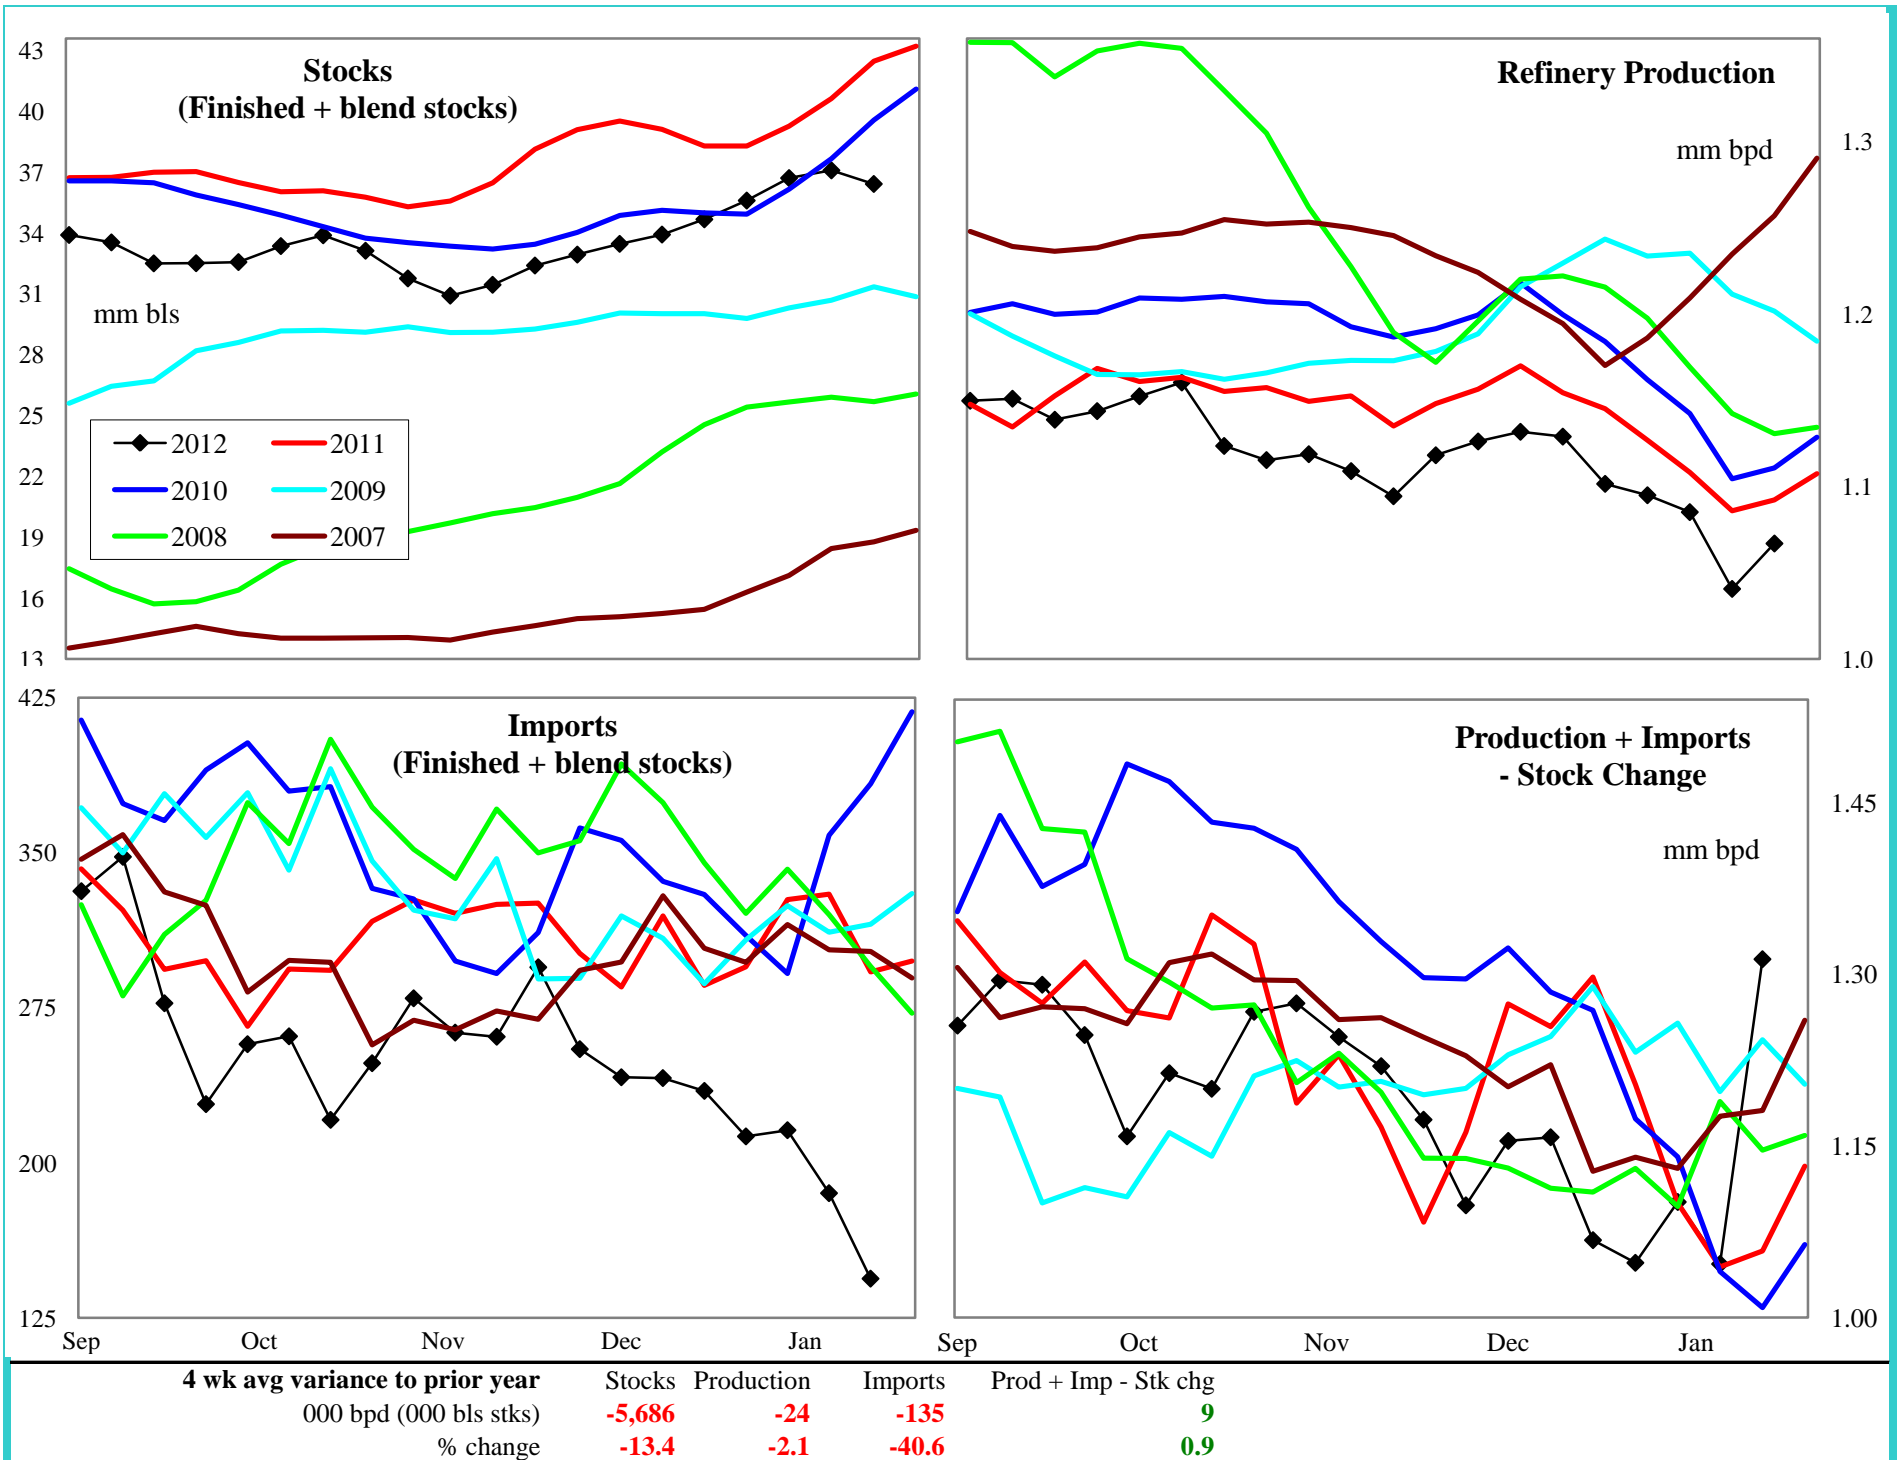 Stocks
(Finished + blend stocks)
43
40
37
34
31
28
25
22
19
16
13
mm bls
2012 2011
2010 2009
2008 2007
Refinery Production
mm bpd
1.3
1.2
1.1
1.0
Imports
(Finished + blend stocks)
425
350
275
200
125
Sep Oct Nov Dec Jan
Production + Imports
- Stock Change
mm bpd
1.45
1.30
1.15
1.00
Sep Oct Nov Dec Jan
4 wk avg variance to prior year Stocks Production Imports Prod + Imp - Stk chg
000 bpd (000 bls stks) -5,686 -24 -135 9
% change -13.4 -2.1 -40.6 0.9